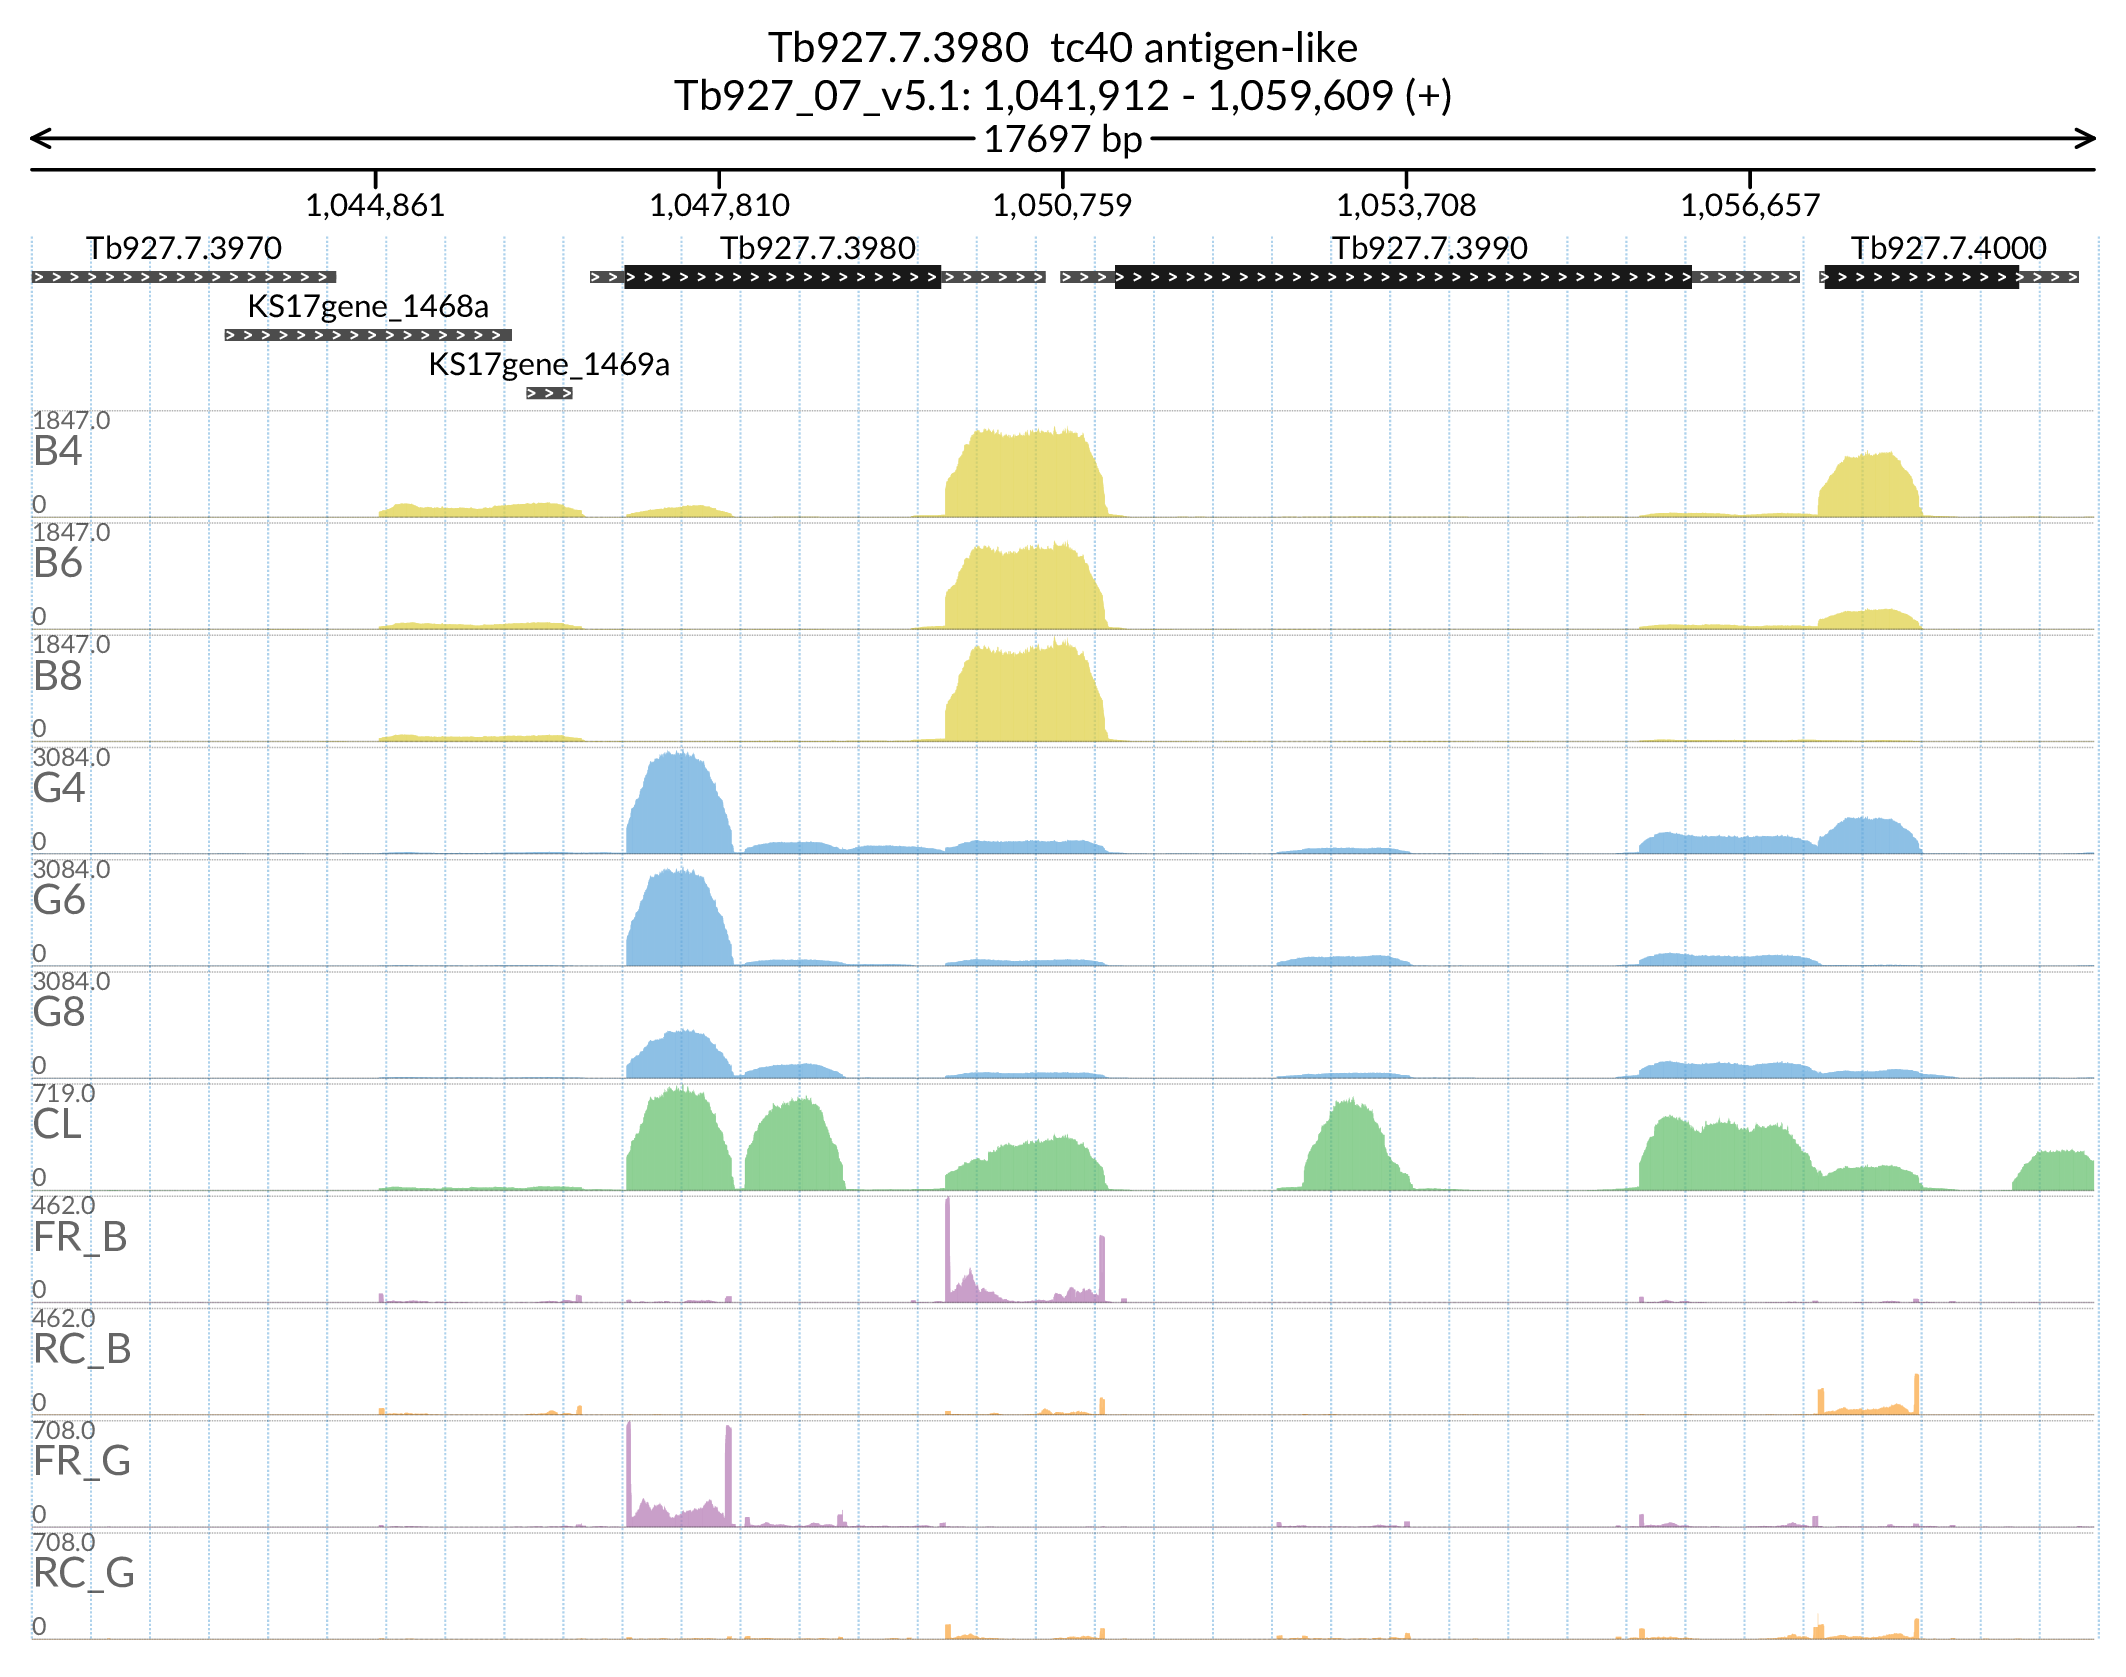 Tb927.7.3980  tc40 antigen-like
Tb927_07_v5.1: 1,041,912 - 1,059,609 (+)
17697 bp
1,044,861 1,047,810 1,050,759 1,053,708 1,056,657
Tb927.7.3970 Tb927.7.3980 Tb927.7.3990 Tb927.7.4000
KS17gene_1468a
KS17gene_1469a
1847.0
B4
0
1847.0
B6
0
1847.0
B8
0
3084.0
G4
0
3084.0
G6
0
3084.0
G8
0
719.0
CL
0
462.0
FR_B
0
462.0
RC_B
0
708.0
FR_G
0
708.0
RC_G
0